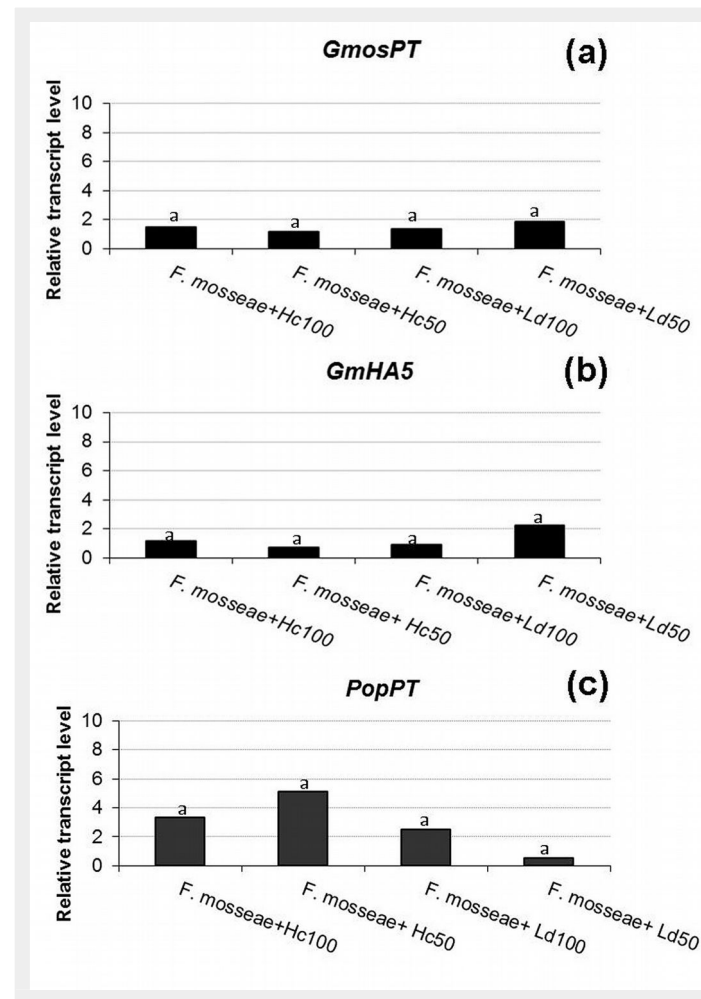 GmosPT (a)
Relative transcript level
10
8
6
4
2
0
a a a a
F. mosseae+Hc100 F. mosseae+Hc50 F. mosseae+Ld100 F. mosseae+Ld50
GmHA5 (b)
Relative transcript level
10
8
6
4
2
0
a a a a
F. mosseae+Hc100 F. mosseae+ Hc50 F. mosseae+Ld100 F. mosseae+Ld50
PopPT (c)
Relative transcript level
10
8
6
4
2
0
a a a a
F. mosseae+Hc100 F. mosseae+ Hc50 F. mosseae+ Ld100 F. mosseae+ Ld50